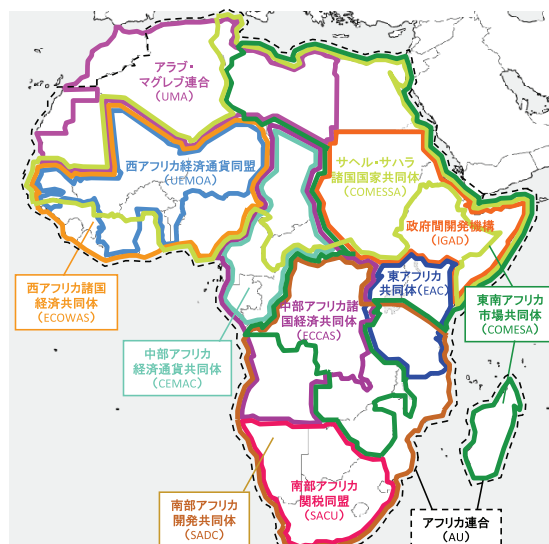 アラブ・
マグレブ連合
(UMA)
西アフリカ経済通貨同盟
(UEMOA)
サヘル・サハラ
諸国国家共同体
(COMESSA)
政府間開発機構
(IGAD)
西アフリカ諸国
経済共同体
(ECOWAS)
東アフリカ
共同体(EAC)
中部アフリカ諸
国経済共同体
(ECCAS)
東南アフリカ
市場共同体
(COMESA)
中部アフリカ
経済通貨共同体
(CEMAC)
南部アフリカ
関税同盟
(SACU)
南部アフリカ
開発共同体
(SADC)
アフリカ連合
(AU)